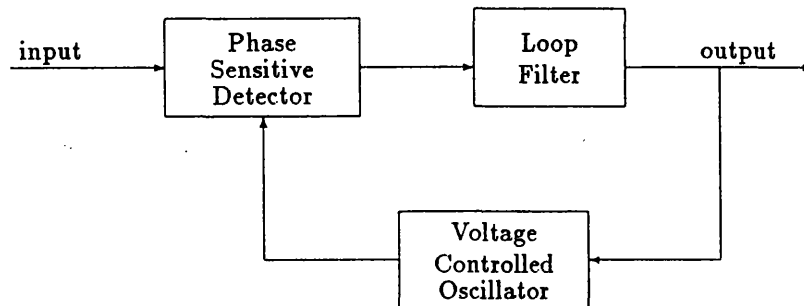 input
Phase
Sensitive
Detector
Loop
Filter
output
Voltage
Controlled
Oscillator